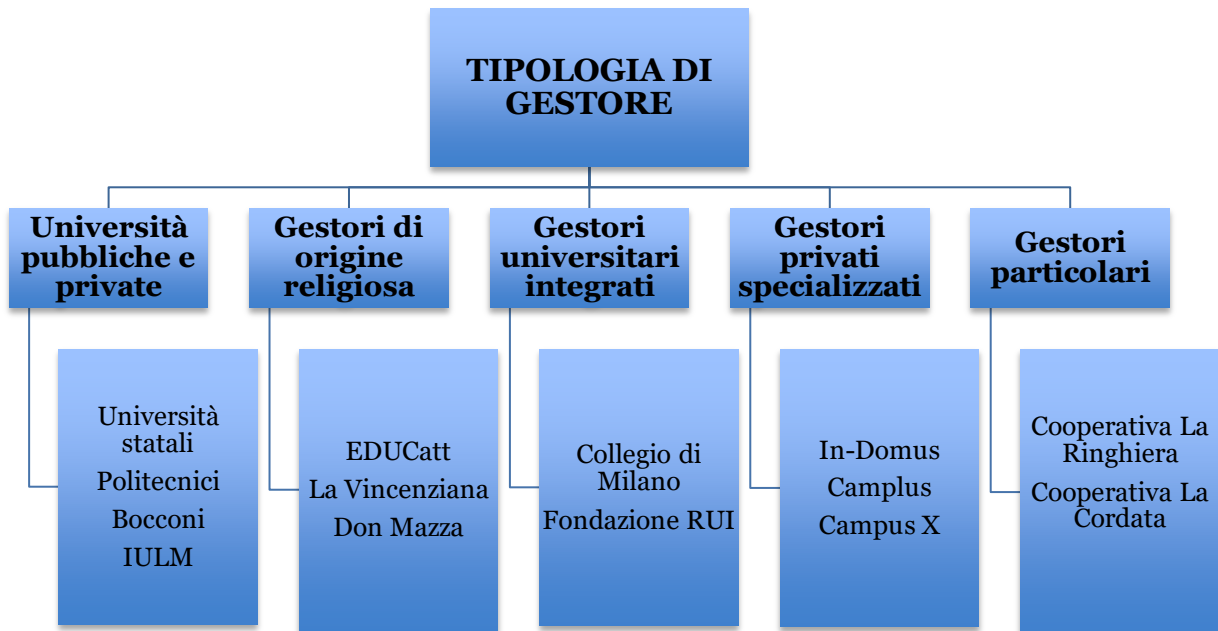 TIPOLOGIA DI
GESTORE
Università
pubbliche e
private
Gestori di
origine
religiosa
Gestori
universitari
integrati
Gestori
privati
specializzati
Gestori
particolari
Università
statali
Politecnici
Bocconi
IULM
EDUCatt
La Vincenziana
Don Mazza
Collegio di
Milano
Fondazione RUI
In-Domus
Camplus
Campus X
Cooperativa La
Ringhiera
Cooperativa La
Cordata